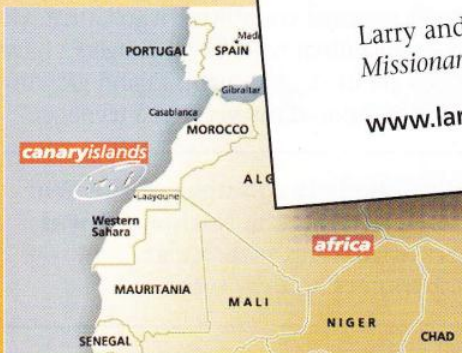 Larry and
Missionar
www.lar
PORTUGAL
SPAIN
Mad
Gibraltar
Casablanca
MOROCCO
canaryislands
ALG
Laayoune
Western
Sahara
africa
MAURITANIA
MALI
NIGER
CHAD
SENEGAL